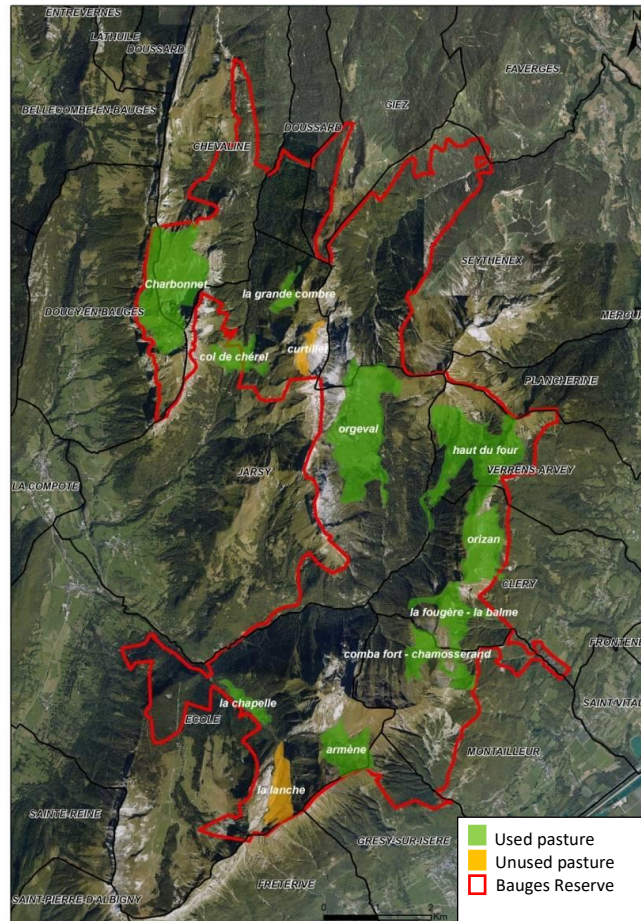 ENTREVERNES
LATHUILE
DOUSSARD
FAVERGES
BELLECOMBE-EN-BAUGES
GIEZ
DOUSSARD
CHEVALINE
SEYTHENEX
Charbonnet
la grande combre
DOUCY-EN-BAUGES
MERCUR
curtillet
col de chérel
PLANCHERINE
orgeval
haut du four
JARSY
VERRENS-ARVEY
LA COMPOTE
orizan
CLERY
la fougère - la balme
FRONTENE
comba fort - chamosserand
la chapelle
SAINT-VITAL
ECOLE
armène
MONTAILLEUR
la lanche
SAINTE-REINE
GRESY-SUR-ISERE
FRETERIVE
SAINT-PIERRE-D'ALBIGNY
0 1 2
Km
Used pasture
Unused pasture
Bauges Reserve